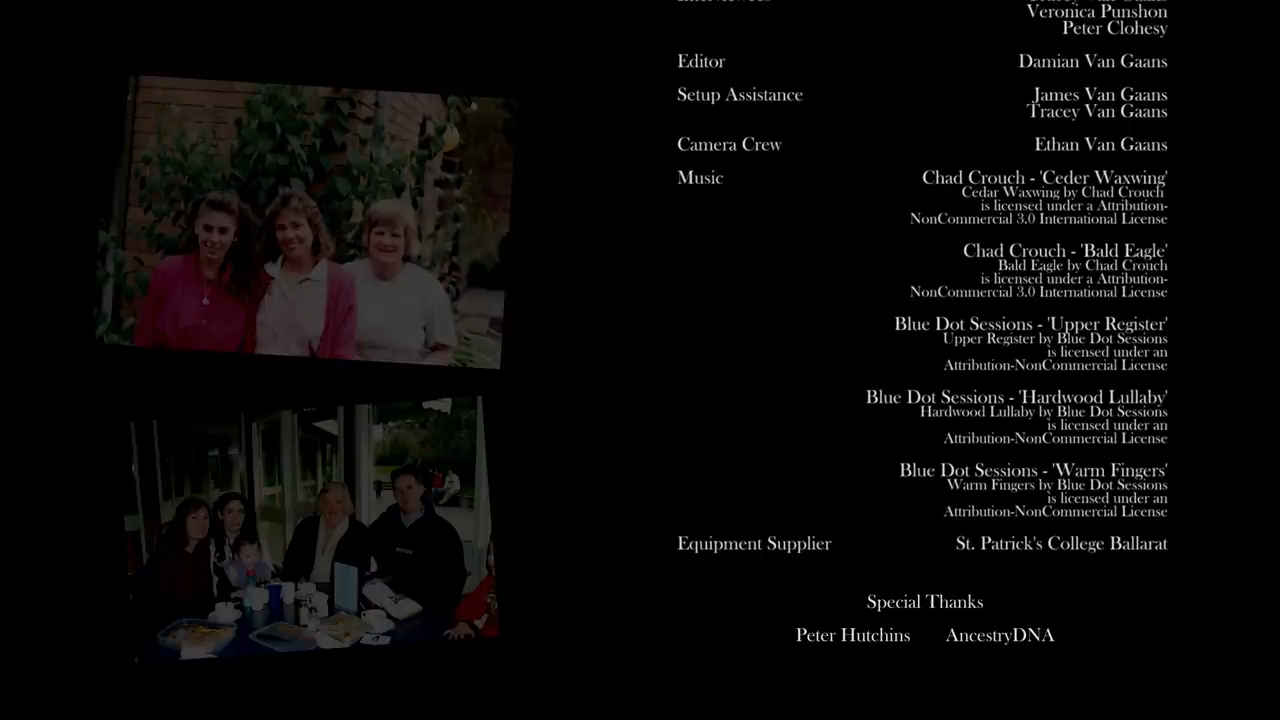 Veronica Punshon
Peter Clohesy
Editor Damian Van Gaans
Setup Assistance James Van Gaans
Tracey Van Gaans
Camera Crew Ethan Van Gaans
Music Chad Crouch - 'Ceder Waxwing'
Cedar Waxwing by Chad Crouch
is licensed under a Attribution-
NonCommercial 3.0 International License
Chad Crouch - 'Bald Eagle'
Bald Eagle by Chad Crouch
is licensed under a Attribution-
NonCommercial 3.0 International License
Blue Dot Sessions - 'Upper Register'
Upper Register by Blue Dot Sessions
is licensed under an
Attribution-NonCommercial License
Blue Dot Sessions - 'Hardwood Lullaby'
Hardwood Lullaby by Blue Dot Sessions
is licensed under an
Attribution-NonCommercial License
Blue Dot Sessions - 'Warm Fingers'
Warm Fingers by Blue Dot Sessions
is licensed under an
Attribution-NonCommercial License
Equipment Supplier St. Patrick's College Ballarat
Special Thanks
Peter Hutchins AncestryDNA